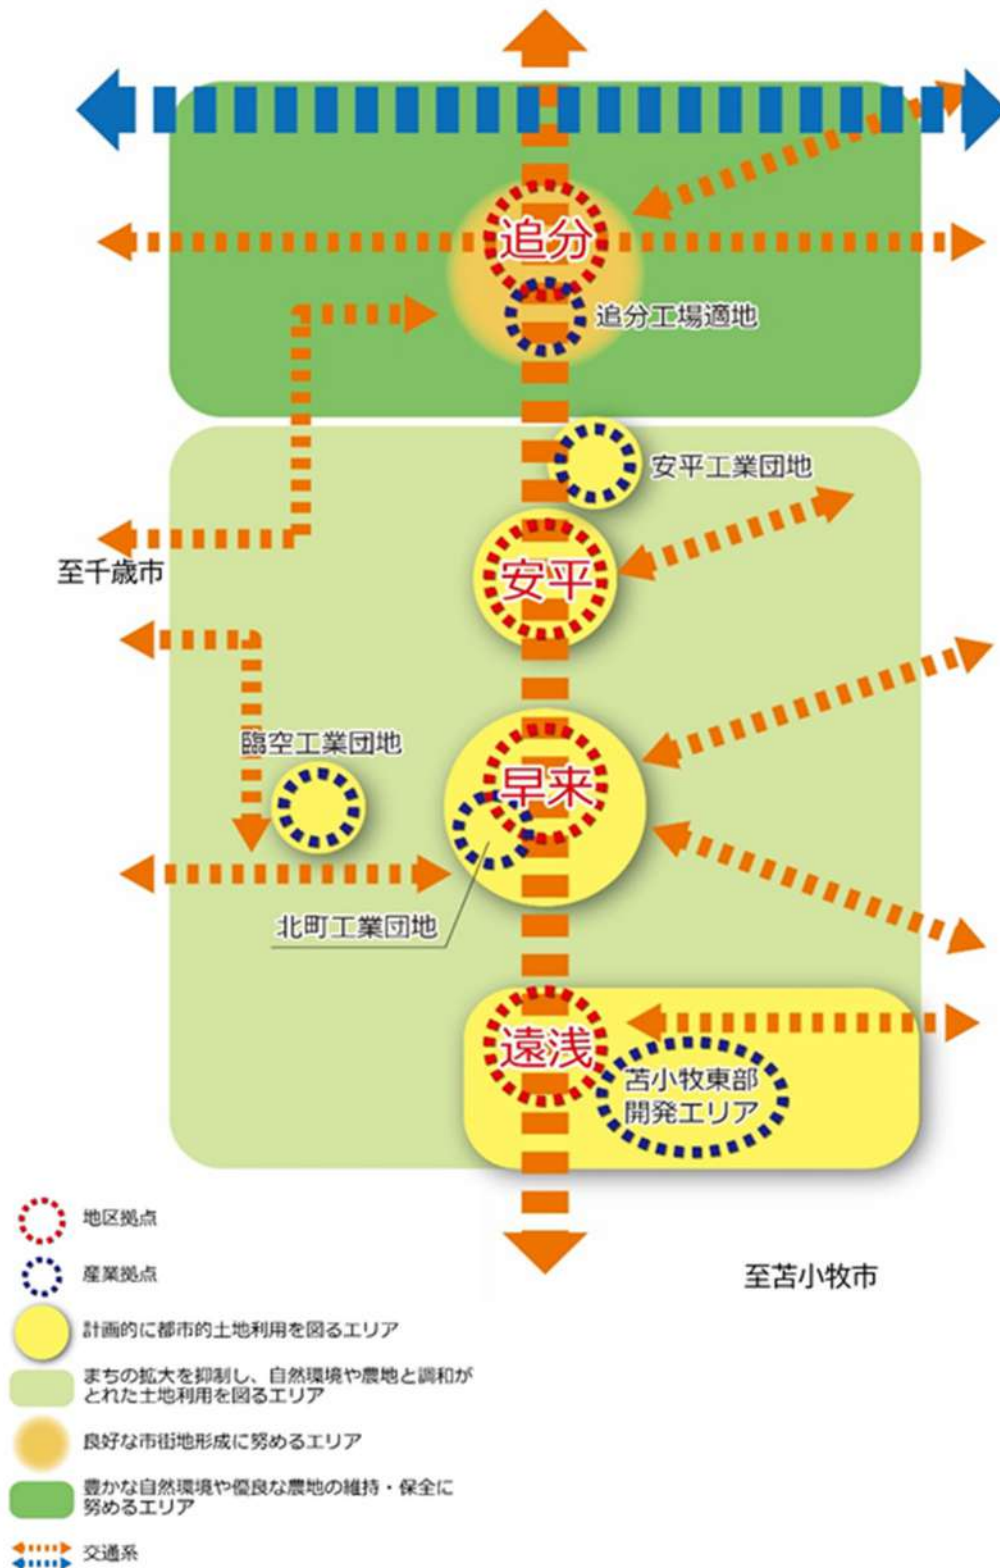 追分
追分工場適地
安平工業団地
安平
至千歳市
臨空工業団地
早来
北町工業団地
遠浅
苫小牧東部
開発エリア
至苫小牧市
地区拠点
産業拠点
計画的に都市的土地利用を図るエリア
まちの拡大を抑制し、自然環境や農地と調和が
とれた土地利用を図るエリア
良好な市街地形成に努めるエリア
豊かな自然環境や優良な農地の維持・保全に
努めるエリア
交通系